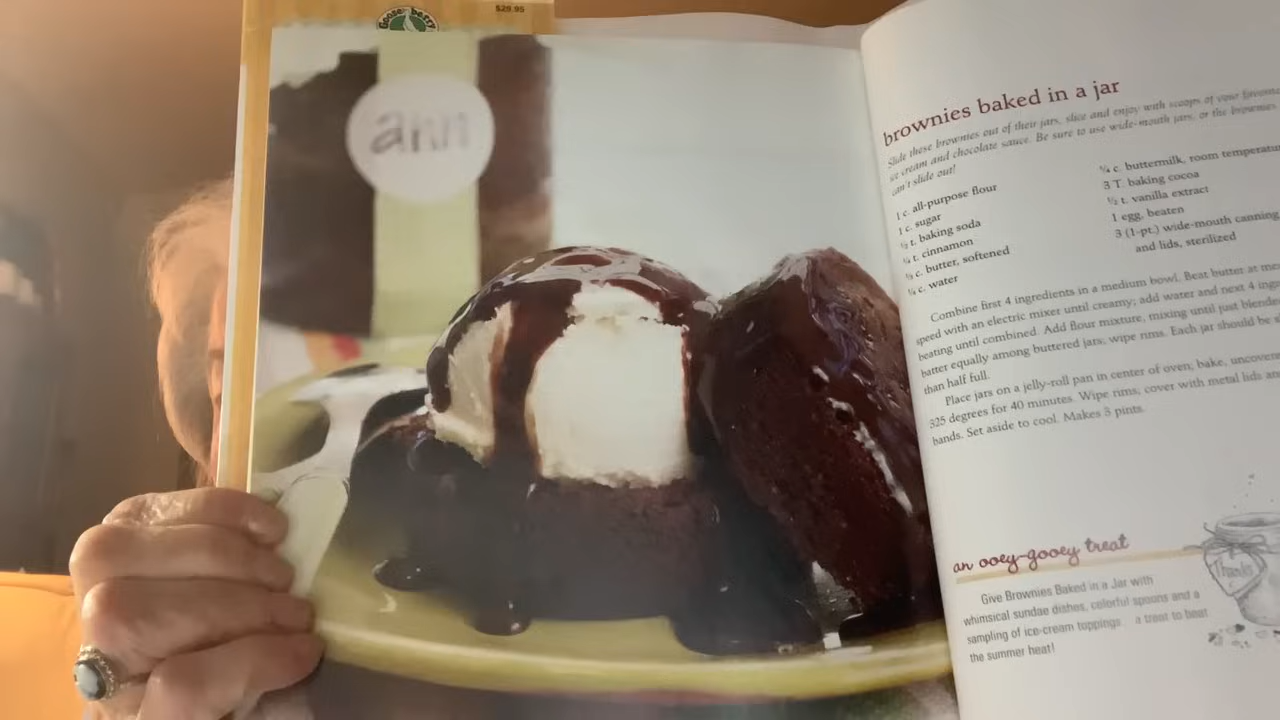 $29.95
Gooseberry
ann
brownies baked in a jar
Slide these brownies out of their jars, slice and enjoy with scoops of your favorite
ice cream and chocolate sauce. Be sure to use wide-mouth jars, or the brownies
can't slide out!
1 c. all-purpose flour
1 c. sugar
½ t. baking soda
¼ t. cinnamon
⅓ c. butter, softened
¼ c. water
¼ c. buttermilk, room temperatu
3 T. baking cocoa
½ t. vanilla extract
1 egg, beaten
3 (1-pt.) wide-mouth canning
and lids, sterilized
Combine first 4 ingredients in a medium bowl. Beat butter at me
speed with an electric mixer until creamy; add water and next 4 ing
beating until combined. Add flour mixture, mixing until just blende
batter equally among buttered jars; wipe rims. Each jar should be s
than half full.
Place jars on a jelly-roll pan in center of oven; bake, uncovere
325 degrees for 40 minutes. Wipe rims; cover with metal lids an
bands. Set aside to cool. Makes 3 pints.
an ooey-gooey treat
Give Brownies Baked in a Jar with
whimsical sundae dishes, colorful spoons and a
sampling of ice-cream toppings a treat to beat
the summer heat!
Thanks